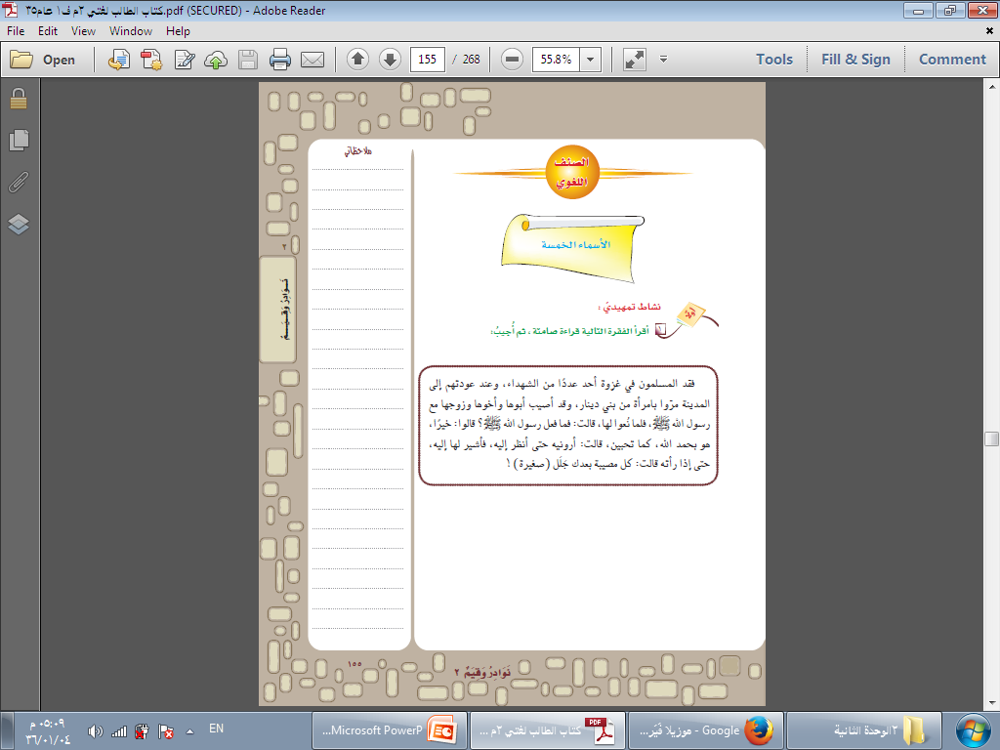 كتاب الطالب لغتي ٢م ف١ عام٣٥.pdf (SECURED) - Adobe Reader
File Edit View Window Help
Open 155 / 268 55.8% Tools Fill & Sign Comment
ملاحظاتي
الصنف
اللغوي
الأسماء الخمسة
أولًا
نشاط تمهيديّ :
١ أقرأ الفقرة التالية قراءة صامتة ، ثم أُجيبُ:
فقد المسلمون في غزوة أحد عددًا من الشهداء، وعند عودتهم إلى
المدينة مرّوا بامرأة من بني دينار، وقد أصيب أبوها وأخوها وزوجها مع
رسول الله ﷺ، فلما نُعوا لها، قالت: فما فعل رسول الله ﷺ؟ قالوا: خيرًا،
هو بحمد الله، كما تحبين، قالت: أرونيه حتى أنظر إليه، فأشير لها إليه،
حتى إذا رأته قالت: كل مصيبة بعدك جَلَل (صغيرة) !
٢
نَوَادِرُ وَقِيَمٌ
١٥٥
نَوَادِرُ وَقِيَمٌ ٢
٢الوحدة الثانية
Google - موزيلا فَيَر...
كتاب الطالب لغتي ٢م ...
Microsoft PowerP...
EN
٠٥:٠٩ م
٣٦/٠١/٠٤